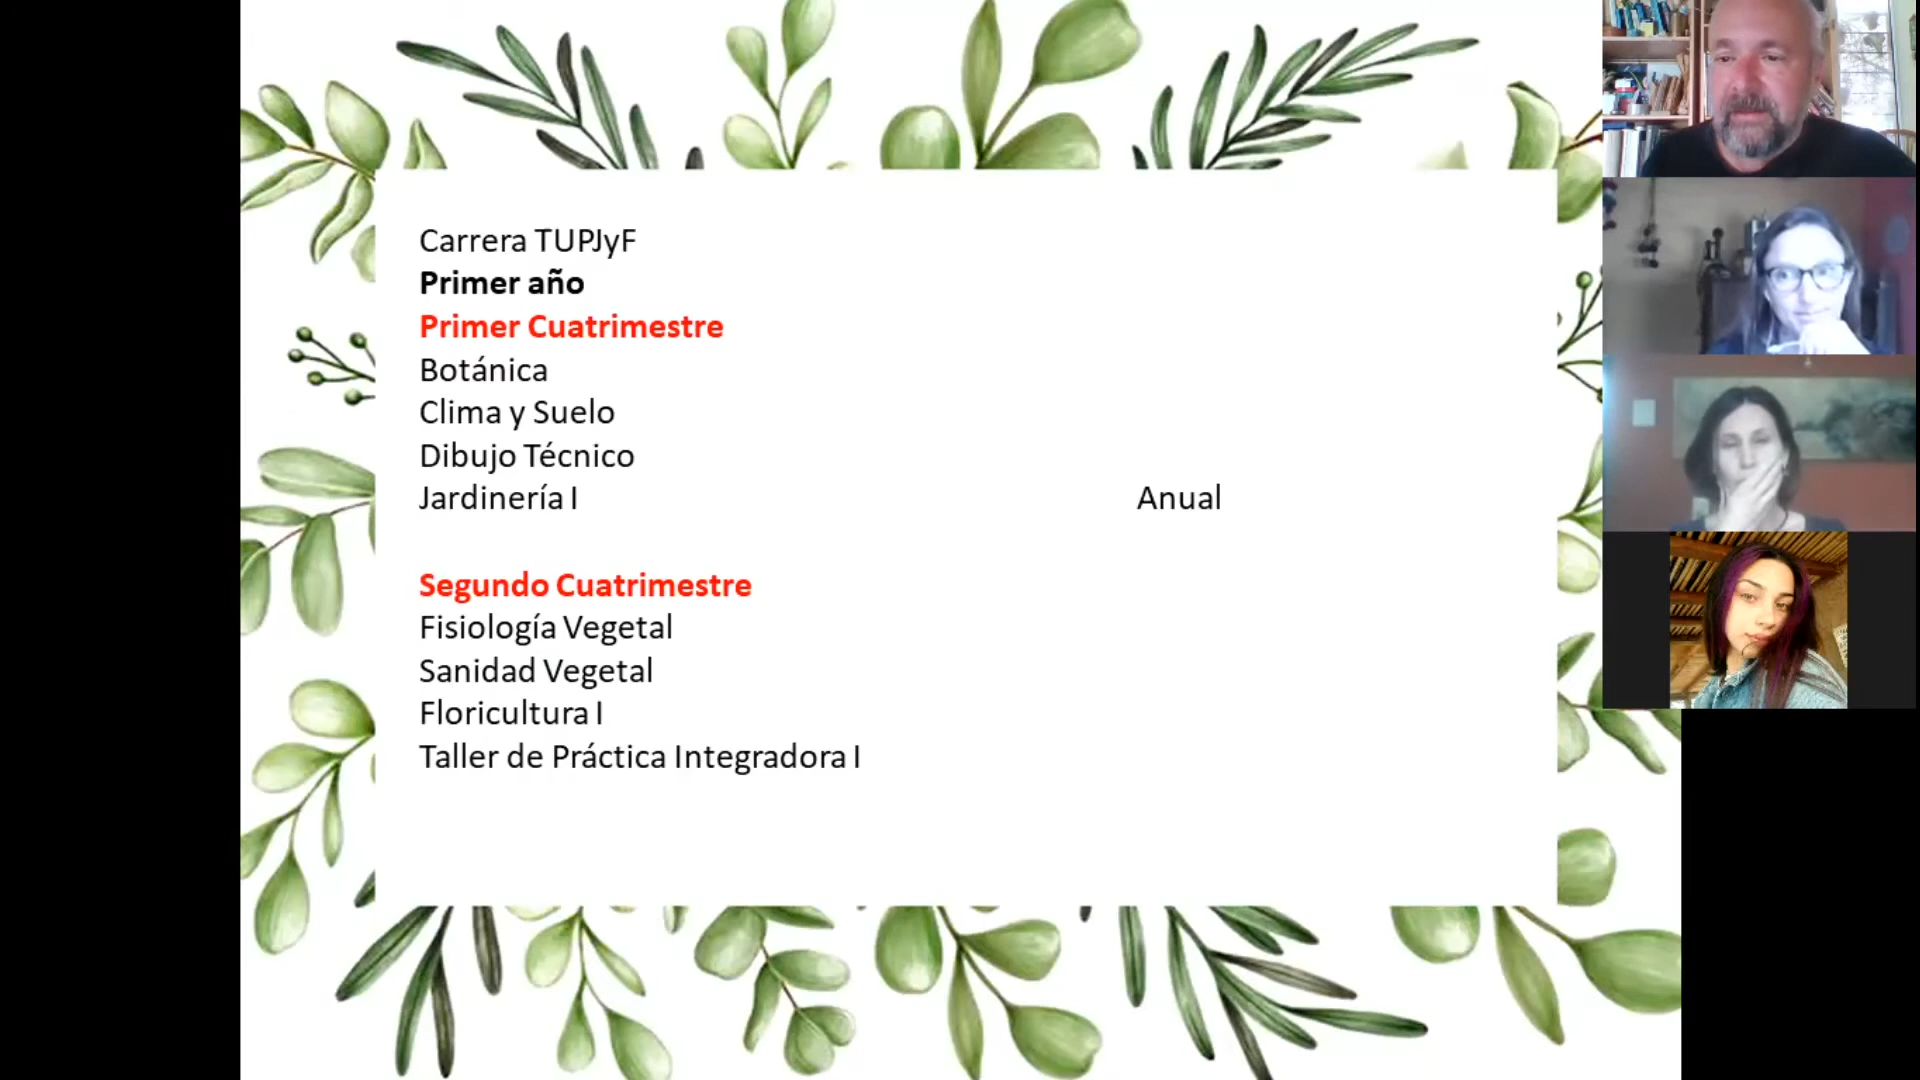 Carrera TUPJyF
Primer año
Primer Cuatrimestre
Botánica
Clima y Suelo
Dibujo Técnico
Jardinería I Anual
Segundo Cuatrimestre
Fisiología Vegetal
Sanidad Vegetal
Floricultura I
Taller de Práctica Integradora I